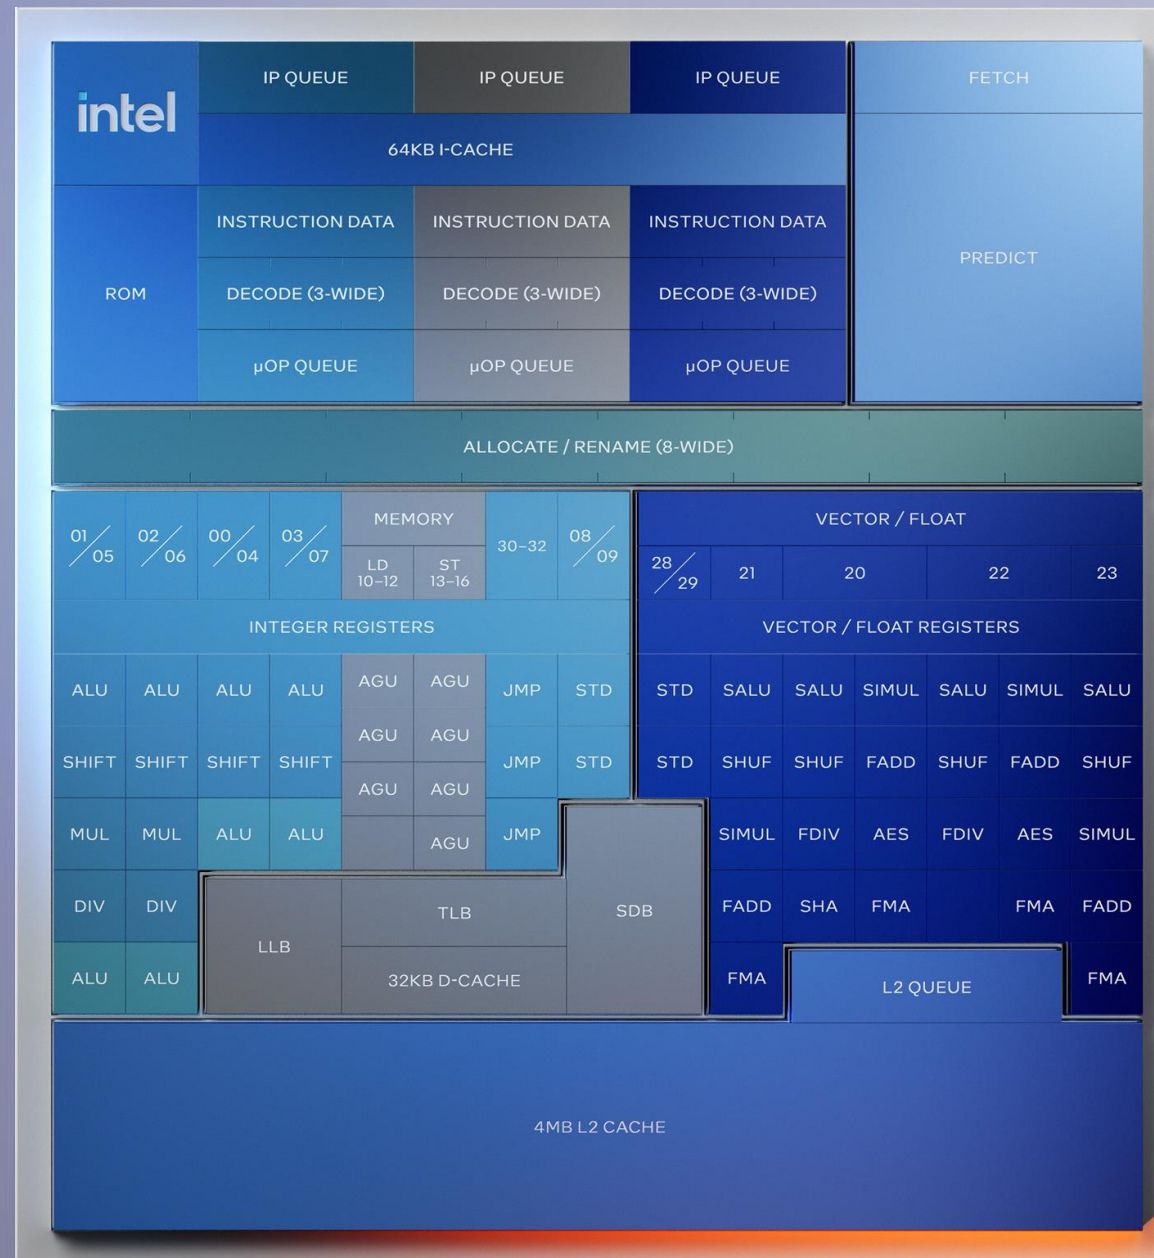 intel
IP QUEUE IP QUEUE IP QUEUE FETCH
64KB I-CACHE
INSTRUCTION DATA INSTRUCTION DATA INSTRUCTION DATA
PREDICT
ROM DECODE (3-WIDE) DECODE (3-WIDE) DECODE (3-WIDE)
µOP QUEUE µOP QUEUE µOP QUEUE
ALLOCATE / RENAME (8-WIDE)
01/05 02/06 00/04 03/07 MEMORY 30–32 08/09 VECTOR / FLOAT
LD 10–12 ST 13–16 28/29 21 20 22 23
INTEGER REGISTERS VECTOR / FLOAT REGISTERS
ALU ALU ALU ALU AGU AGU JMP STD STD SALU SALU SIMUL SALU SIMUL SALU
AGU AGU
SHIFT SHIFT SHIFT SHIFT JMP STD STD SHUF SHUF FADD SHUF FADD SHUF
AGU AGU
MUL MUL ALU ALU AGU JMP SIMUL FDIV AES FDIV AES SIMUL
DIV DIV TLB SDB FADD SHA FMA FMA FADD
LLB
ALU ALU 32KB D-CACHE FMA L2 QUEUE FMA
4MB L2 CACHE